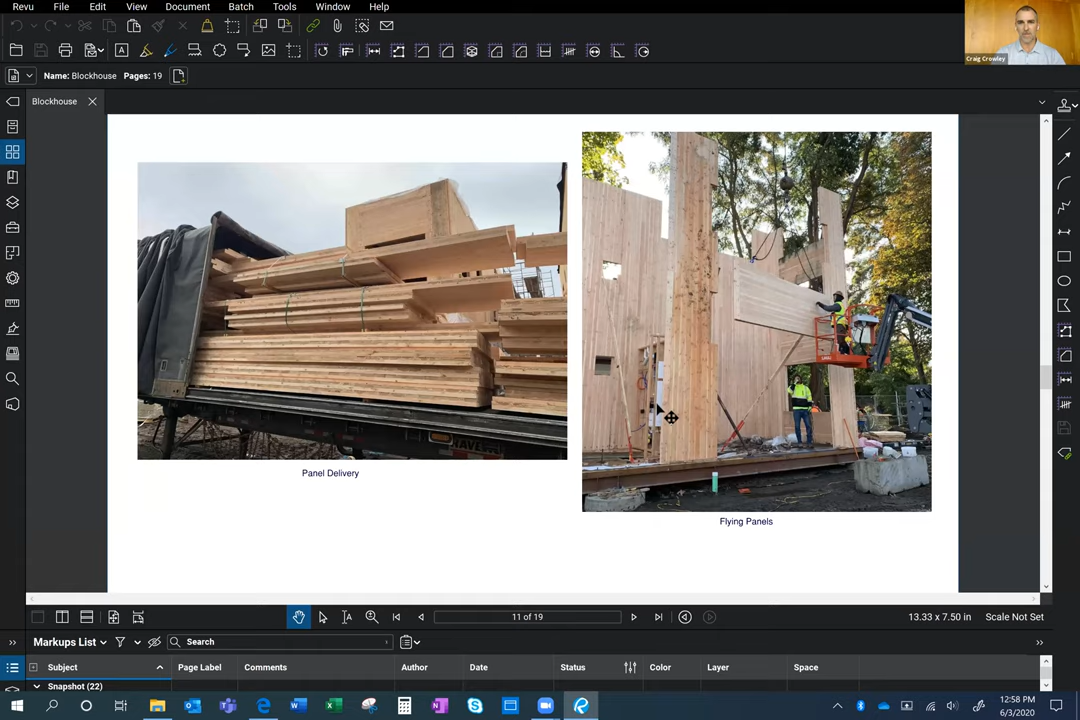 Revu File Edit View Document Batch Tools Window Help
Craig Crowley
Name: Blockhouse Pages: 19
Blockhouse
Panel Delivery
Flying Panels
11 of 19
13.33 x 7.50 in Scale Not Set
Markups List Search
Subject Page Label Comments Author Date Status Color Layer Space
Snapshot (22)
12:58 PM
6/3/2020